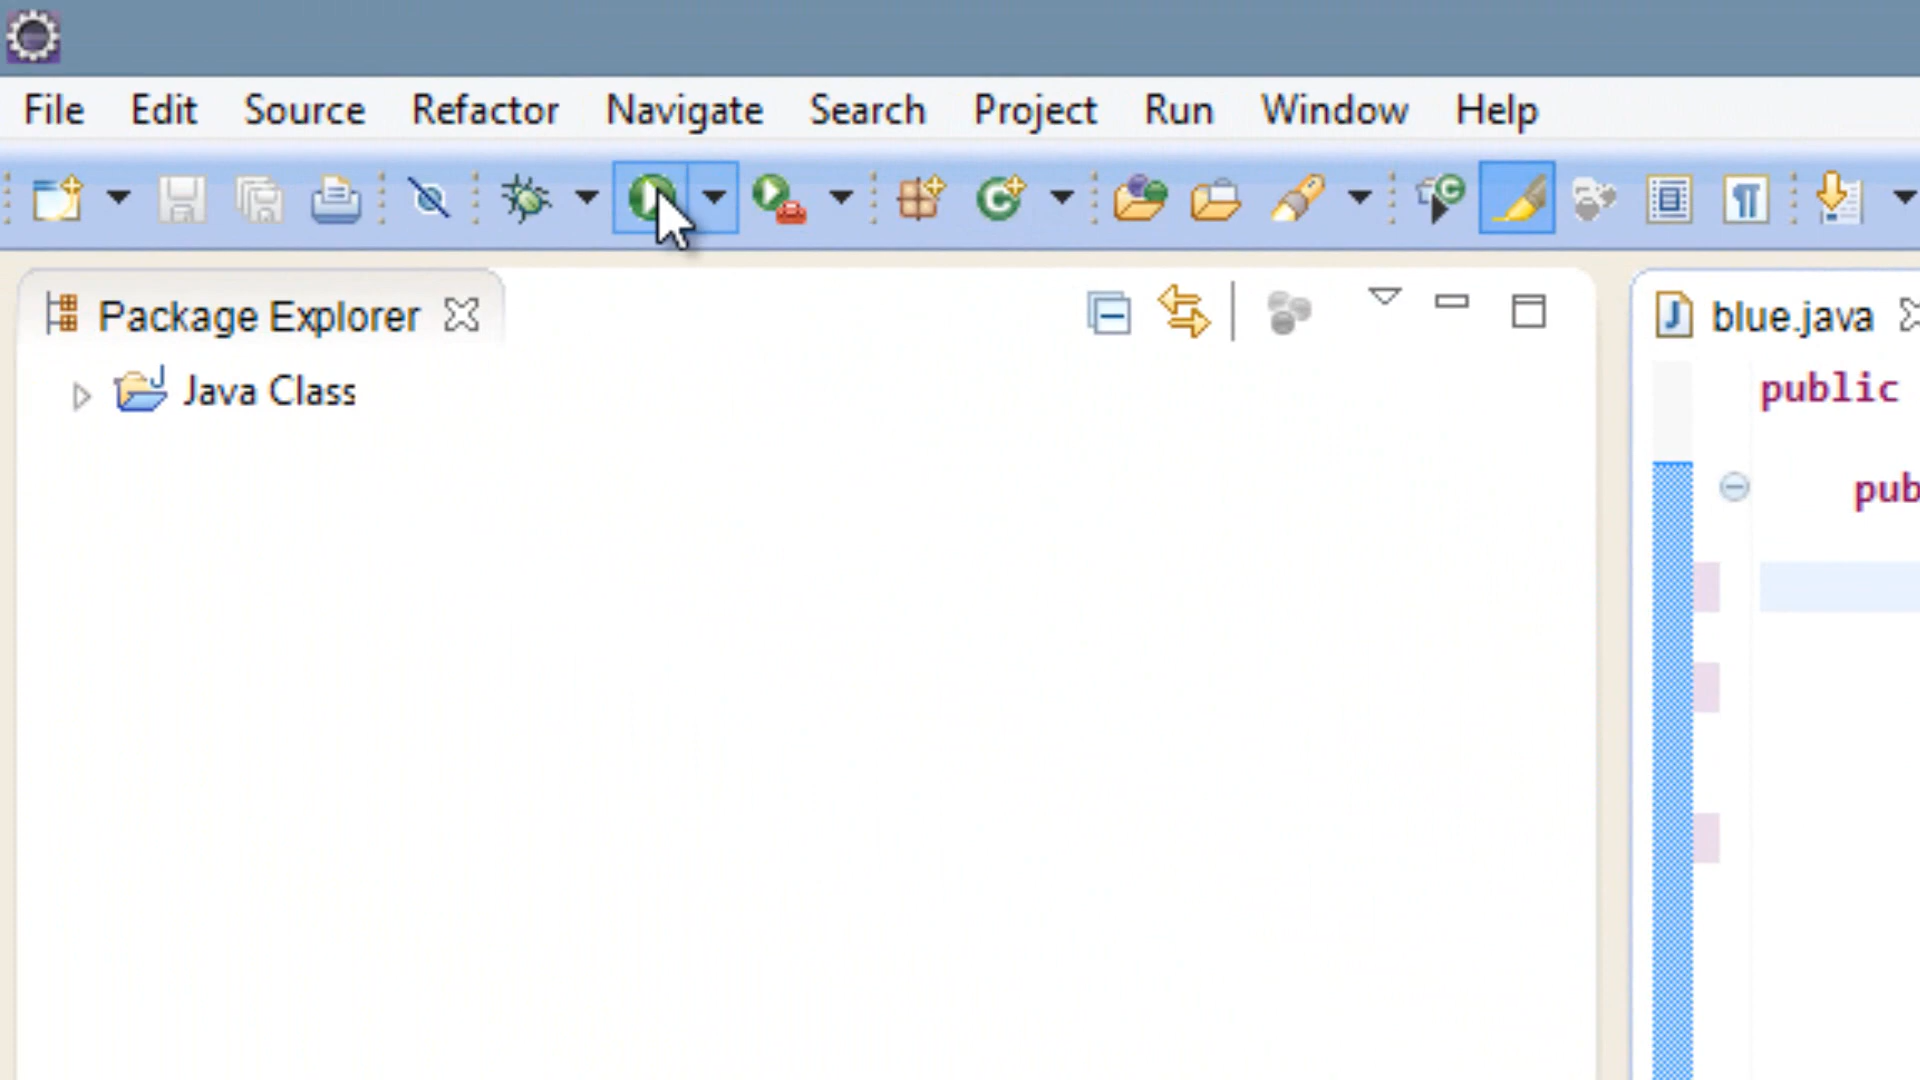 File Edit Source Refactor Navigate Search Project Run Window Help
Package Explorer
blue.java
Java Class
public
pub